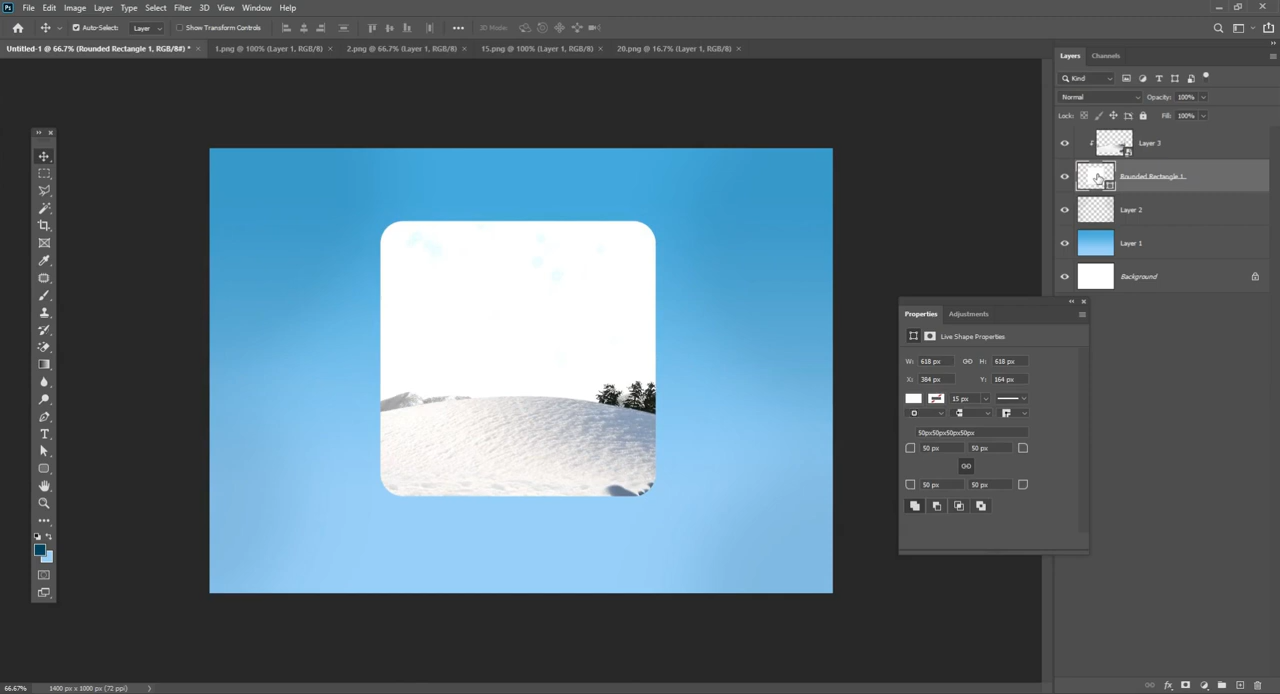 Ps File Edit Image Layer Type Select Filter 3D View Window Help
Auto-Select: Layer Show Transform Controls 3D Mode:
Untitled-1 @ 66.7% (Rounded Rectangle 1, RGB/8#) * × 1.png @ 100% (Layer 1, RGB/8) × 2.png @ 66.7% (Layer 1, RGB/8) × 15.png @ 100% (Layer 1, RGB/8) × 20.png @ 16.7% (Layer 1, RGB/8) ×
Layers Channels
Kind
Normal Opacity: 100%
Lock: Fill: 100%
Layer 3
Rounded Rectangle 1
Layer 2
Layer 1
Background
Properties Adjustments
Live Shape Properties
W: 618 px H: 618 px
X: 384 px Y: 164 px
15 px
50px50px50px50px
50 px 50 px
50 px 50 px
66.67% 1400 px x 1000 px (72 ppi)